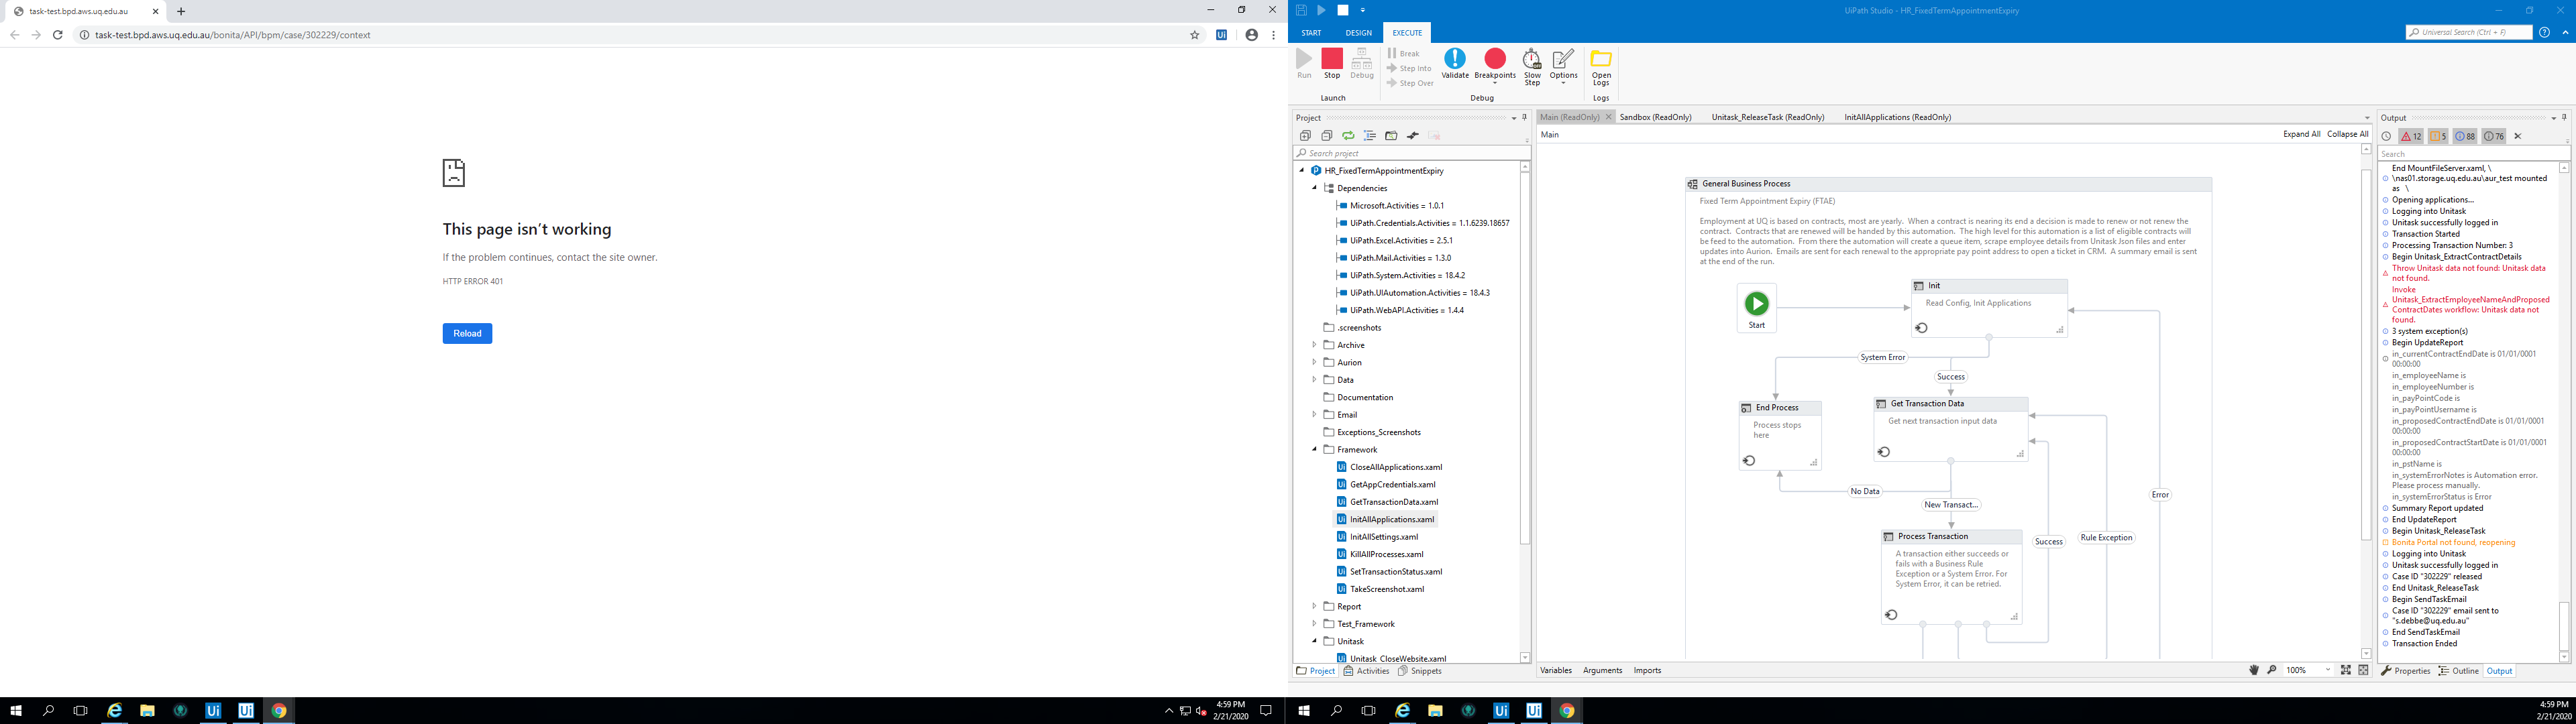 task-test.bpd.aws.uq.edu.au
task-test.bpd.aws.uq.edu.au/bonita/API/bpm/case/302229/context
This page isn't working
If the problem continues, contact the site owner.
HTTP ERROR 401
Reload
4:59 PM
2/21/2020
UiPath Studio - HR_FixedTermAppointmentExpiry
START DESIGN EXECUTE
Universal Search (Ctrl + F)
Run Stop Debug
Break
Step Into
Step Over
Validate Breakpoints Slow Step Options Open Logs
Launch Debug Logs
Project
Search project
HR_FixedTermAppointmentExpiry
Dependencies
Microsoft.Activities = 1.0.1
UiPath.Credentials.Activities = 1.1.6239.18657
UiPath.Excel.Activities = 2.5.1
UiPath.Mail.Activities = 1.3.0
UiPath.System.Activities = 18.4.2
UiPath.UIAutomation.Activities = 18.4.3
UiPath.WebAPI.Activities = 1.4.4
.screenshots
Archive
Aurion
Data
Documentation
Email
Exceptions_Screenshots
Framework
CloseAllApplications.xaml
GetAppCredentials.xaml
GetTransactionData.xaml
InitAllApplications.xaml
InitAllSettings.xaml
KillAllProcesses.xaml
SetTransactionStatus.xaml
TakeScreenshot.xaml
Report
Test_Framework
Unitask
Unitask_CloseWebsite.xaml
Project Activities Snippets
Main (ReadOnly) Sandbox (ReadOnly) Unitask_ReleaseTask (ReadOnly) InitAllApplications (ReadOnly)
Main
Expand All Collapse All
General Business Process
Fixed Term Appointment Expiry (FTAE)
Employment at UQ is based on contracts, most are yearly. When a contract is nearing its end a decision is made to renew or not renew the
contract. Contracts that are renewed will be handed by this automation. The high level for this automation is a list of eligible contracts will
be feed to the automation. From there the automation will create a queue item, scrape employee details from Unitask Json files and enter
updates into Aurion. Emails are sent for each renewal to the appropriate pay point address to open a ticket in CRM. A summary email is sent
at the end of the run.
Start
Init
Read Config, Init Applications
System Error
Success
End Process
Process stops
here
Get Transaction Data
Get next transaction input data
No Data
New Transact...
Error
Process Transaction
A transaction either succeeds or
fails with a Business Rule
Exception or a System Error. For
System Error, it can be retried.
Success
Rule Exception
Variables Arguments Imports
100%
Output
12 5 88 76
Search
End MountFileServer.xaml, \
\nas01.storage.uq.edu.au\aur_test mounted
as \
Opening applications...
Logging into Unitask
Unitask successfully logged in
Transaction Started
Processing Transaction Number: 3
Begin Unitask_ExtractContractDetails
Throw Unitask data not found: Unitask data
not found.
Invoke
Unitask_ExtractEmployeeNameAndProposed
ContractDates workflow: Unitask data not
found.
3 system exception(s)
Begin UpdateReport
in_currentContractEndDate is 01/01/0001
00:00:00
in_employeeName is
in_employeeNumber is
in_payPointCode is
in_payPointUsername is
in_proposedContractEndDate is 01/01/0001
00:00:00
in_proposedContractStartDate is 01/01/0001
00:00:00
in_pstName is
in_systemErrorNotes is Automation error.
Please process manually.
in_systemErrorStatus is Error
Summary Report updated
End UpdateReport
Begin Unitask_ReleaseTask
Bonita Portal not found, reopening
Logging into Unitask
Unitask successfully logged in
Case ID "302229" released
End Unitask_ReleaseTask
Begin SendTaskEmail
Case ID "302229" email sent to
"s.debbe@uq.edu.au"
End SendTaskEmail
Transaction Ended
Properties Outline Output
4:59 PM
2/21/2020